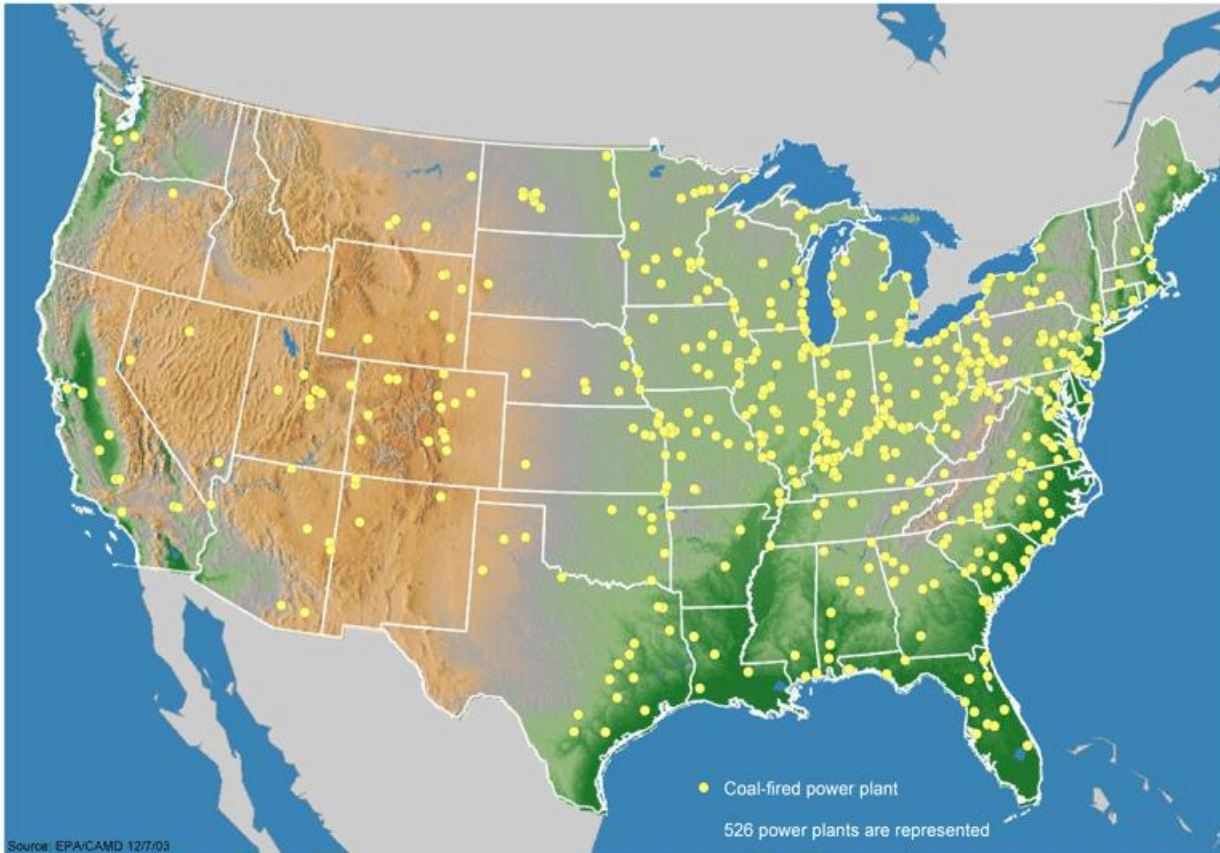 Coal-fired power plant
526 power plants are represented
Source: EPA/CAMD 12/7/03